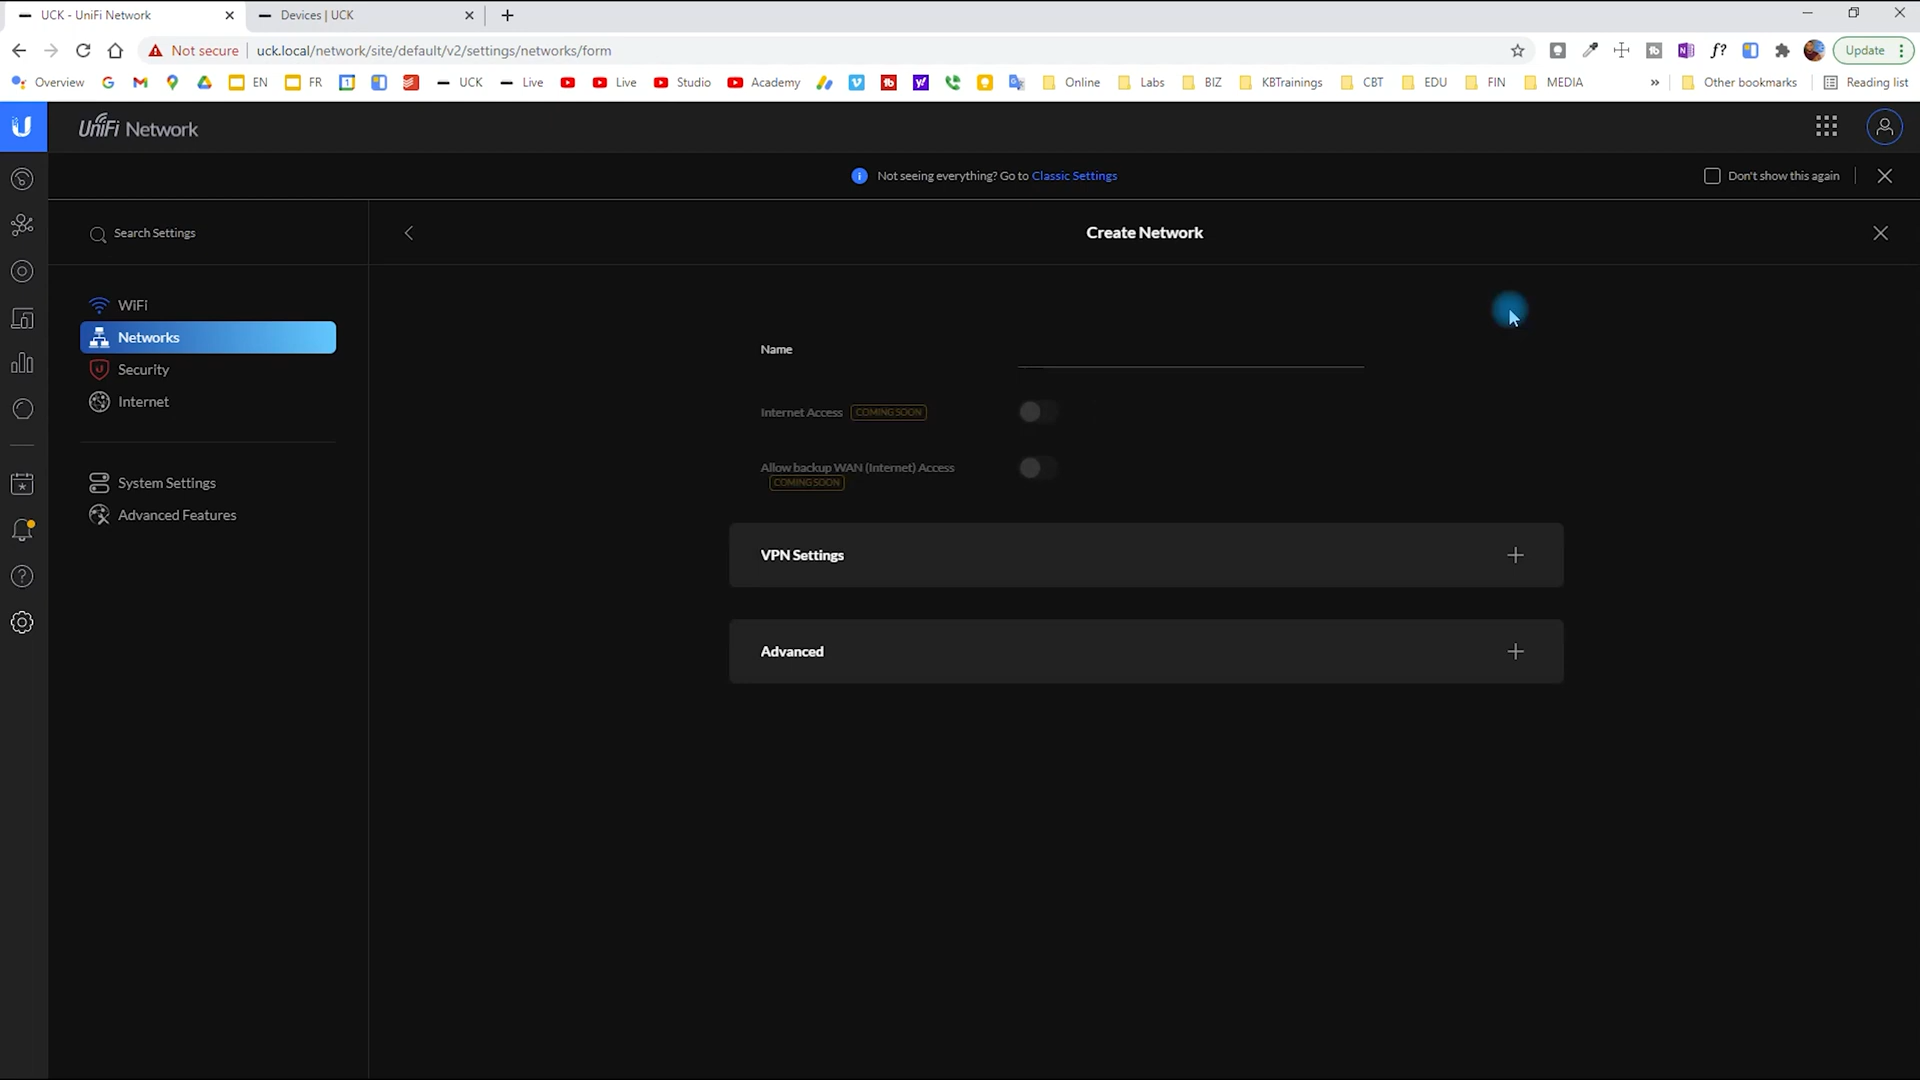 UCK - UniFi Network
Devices | UCK
Not secure
uck.local/network/site/default/v2/settings/networks/form
Update
Overview
EN
FR
UCK
Live
Live
Studio
Academy
Online
Labs
BIZ
KBTrainings
CBT
EDU
FIN
MEDIA
»
Other bookmarks
Reading list
UniFi Network
Not seeing everything? Go to Classic Settings
Don't show this again
Search Settings
Create Network
WiFi
Networks
Security
Internet
System Settings
Advanced Features
Name
Internet Access COMING SOON
Allow backup WAN (Internet) Access
COMING SOON
VPN Settings
Advanced